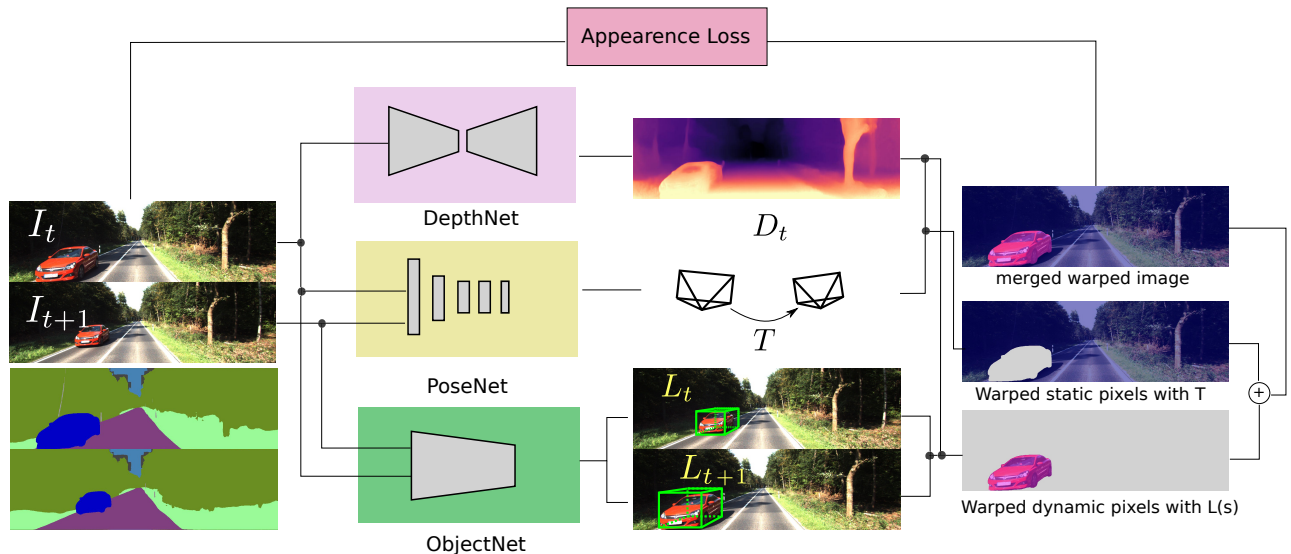 Appearence Loss
DepthNet
I_t
I_{t+1}
D_t
merged warped image
T
PoseNet
L_t
Warped static pixels with T
+
L_{t+1}
Warped dynamic pixels with L(s)
ObjectNet